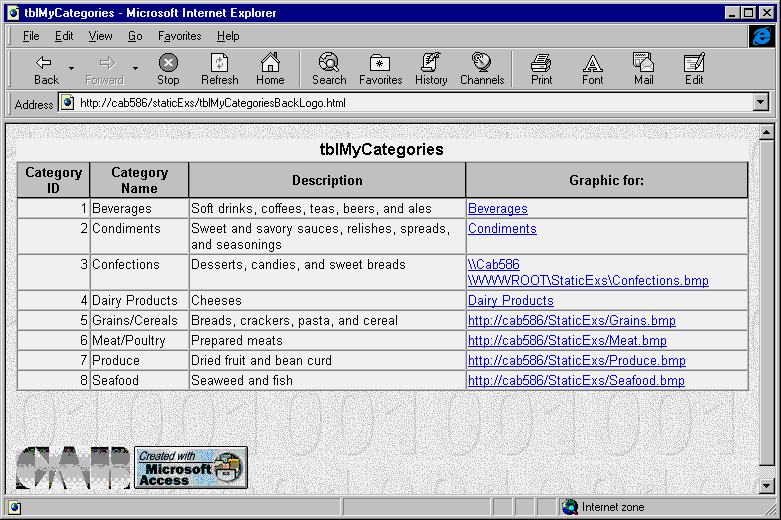 tblMyCategories - Microsoft Internet Explorer
File Edit View Go Favorites Help
Back Forward Stop Refresh Home Search Favorites History Channels Print Font Mail Edit
Address http://cab586/staticExs/tblMyCategoriesBackLogo.html
tblMyCategories
Category ID Category Name Description Graphic for:
1 Beverages Soft drinks, coffees, teas, beers, and ales Beverages
2 Condiments Sweet and savory sauces, relishes, spreads, and seasonings Condiments
3 Confections Desserts, candies, and sweet breads \\Cab586 \WWWROOT\StaticExs\Confections.bmp
4 Dairy Products Cheeses Dairy Products
5 Grains/Cereals Breads, crackers, pasta, and cereal http://cab586/StaticExs/Grains.bmp
6 Meat/Poultry Prepared meats http://cab586/StaticExs/Meat.bmp
7 Produce Dried fruit and bean curd http://cab586/StaticExs/Produce.bmp
8 Seafood Seaweed and fish http://cab586/StaticExs/Seafood.bmp
CAB
Created with
Microsoft
Access
Internet zone